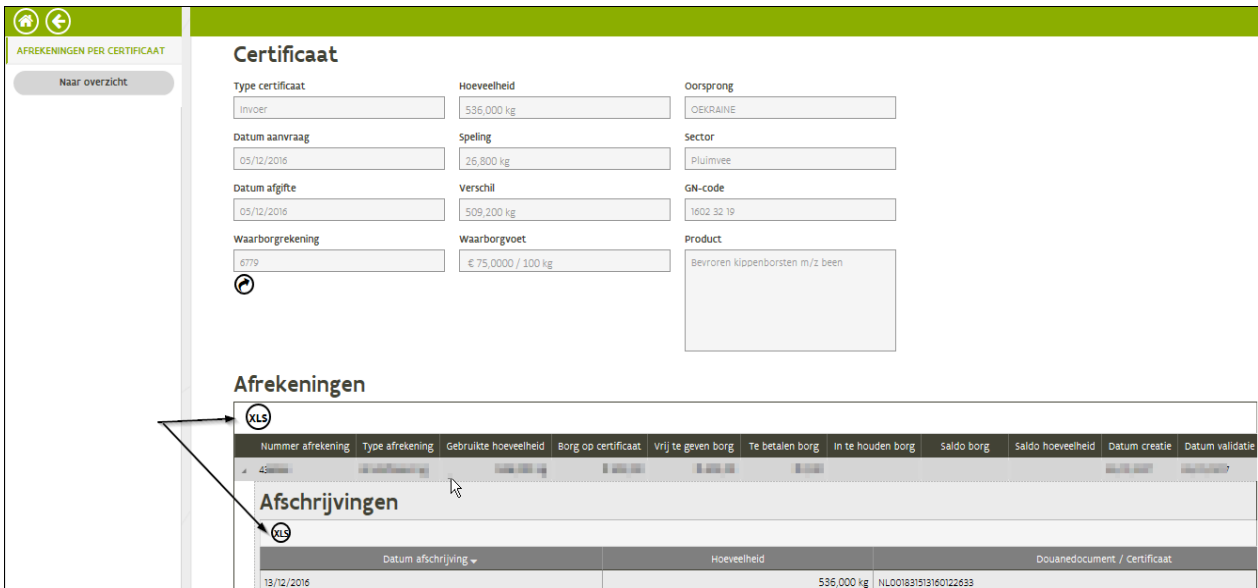 AFREKENINGEN PER CERTIFICAAT
Naar overzicht
Certificaat
Type certificaat Hoeveelheid Oorsprong
Invoer 536,000 kg OEKRAINE
Datum aanvraag Speling Sector
05/12/2016 26,800 kg Pluimvee
Datum afgifte Verschil GN-code
05/12/2016 509,200 kg 1602 32 19
Waarborgrekening Waarborgvoet Product
6779 € 75,0000 / 100 kg Bevroren kippenborsten m/z been
Afrekeningen
XLS
Nummer afrekening Type afrekening Gebruikte hoeveelheid Borg op certificaat Vrij te geven borg Te betalen borg In te houden borg Saldo borg Saldo hoeveelheid Datum creatie Datum validatie
Afschrijvingen
XLS
Datum afschrijving Hoeveelheid Douanedocument / Certificaat
13/12/2016 536,000 kg NL001831513160122633